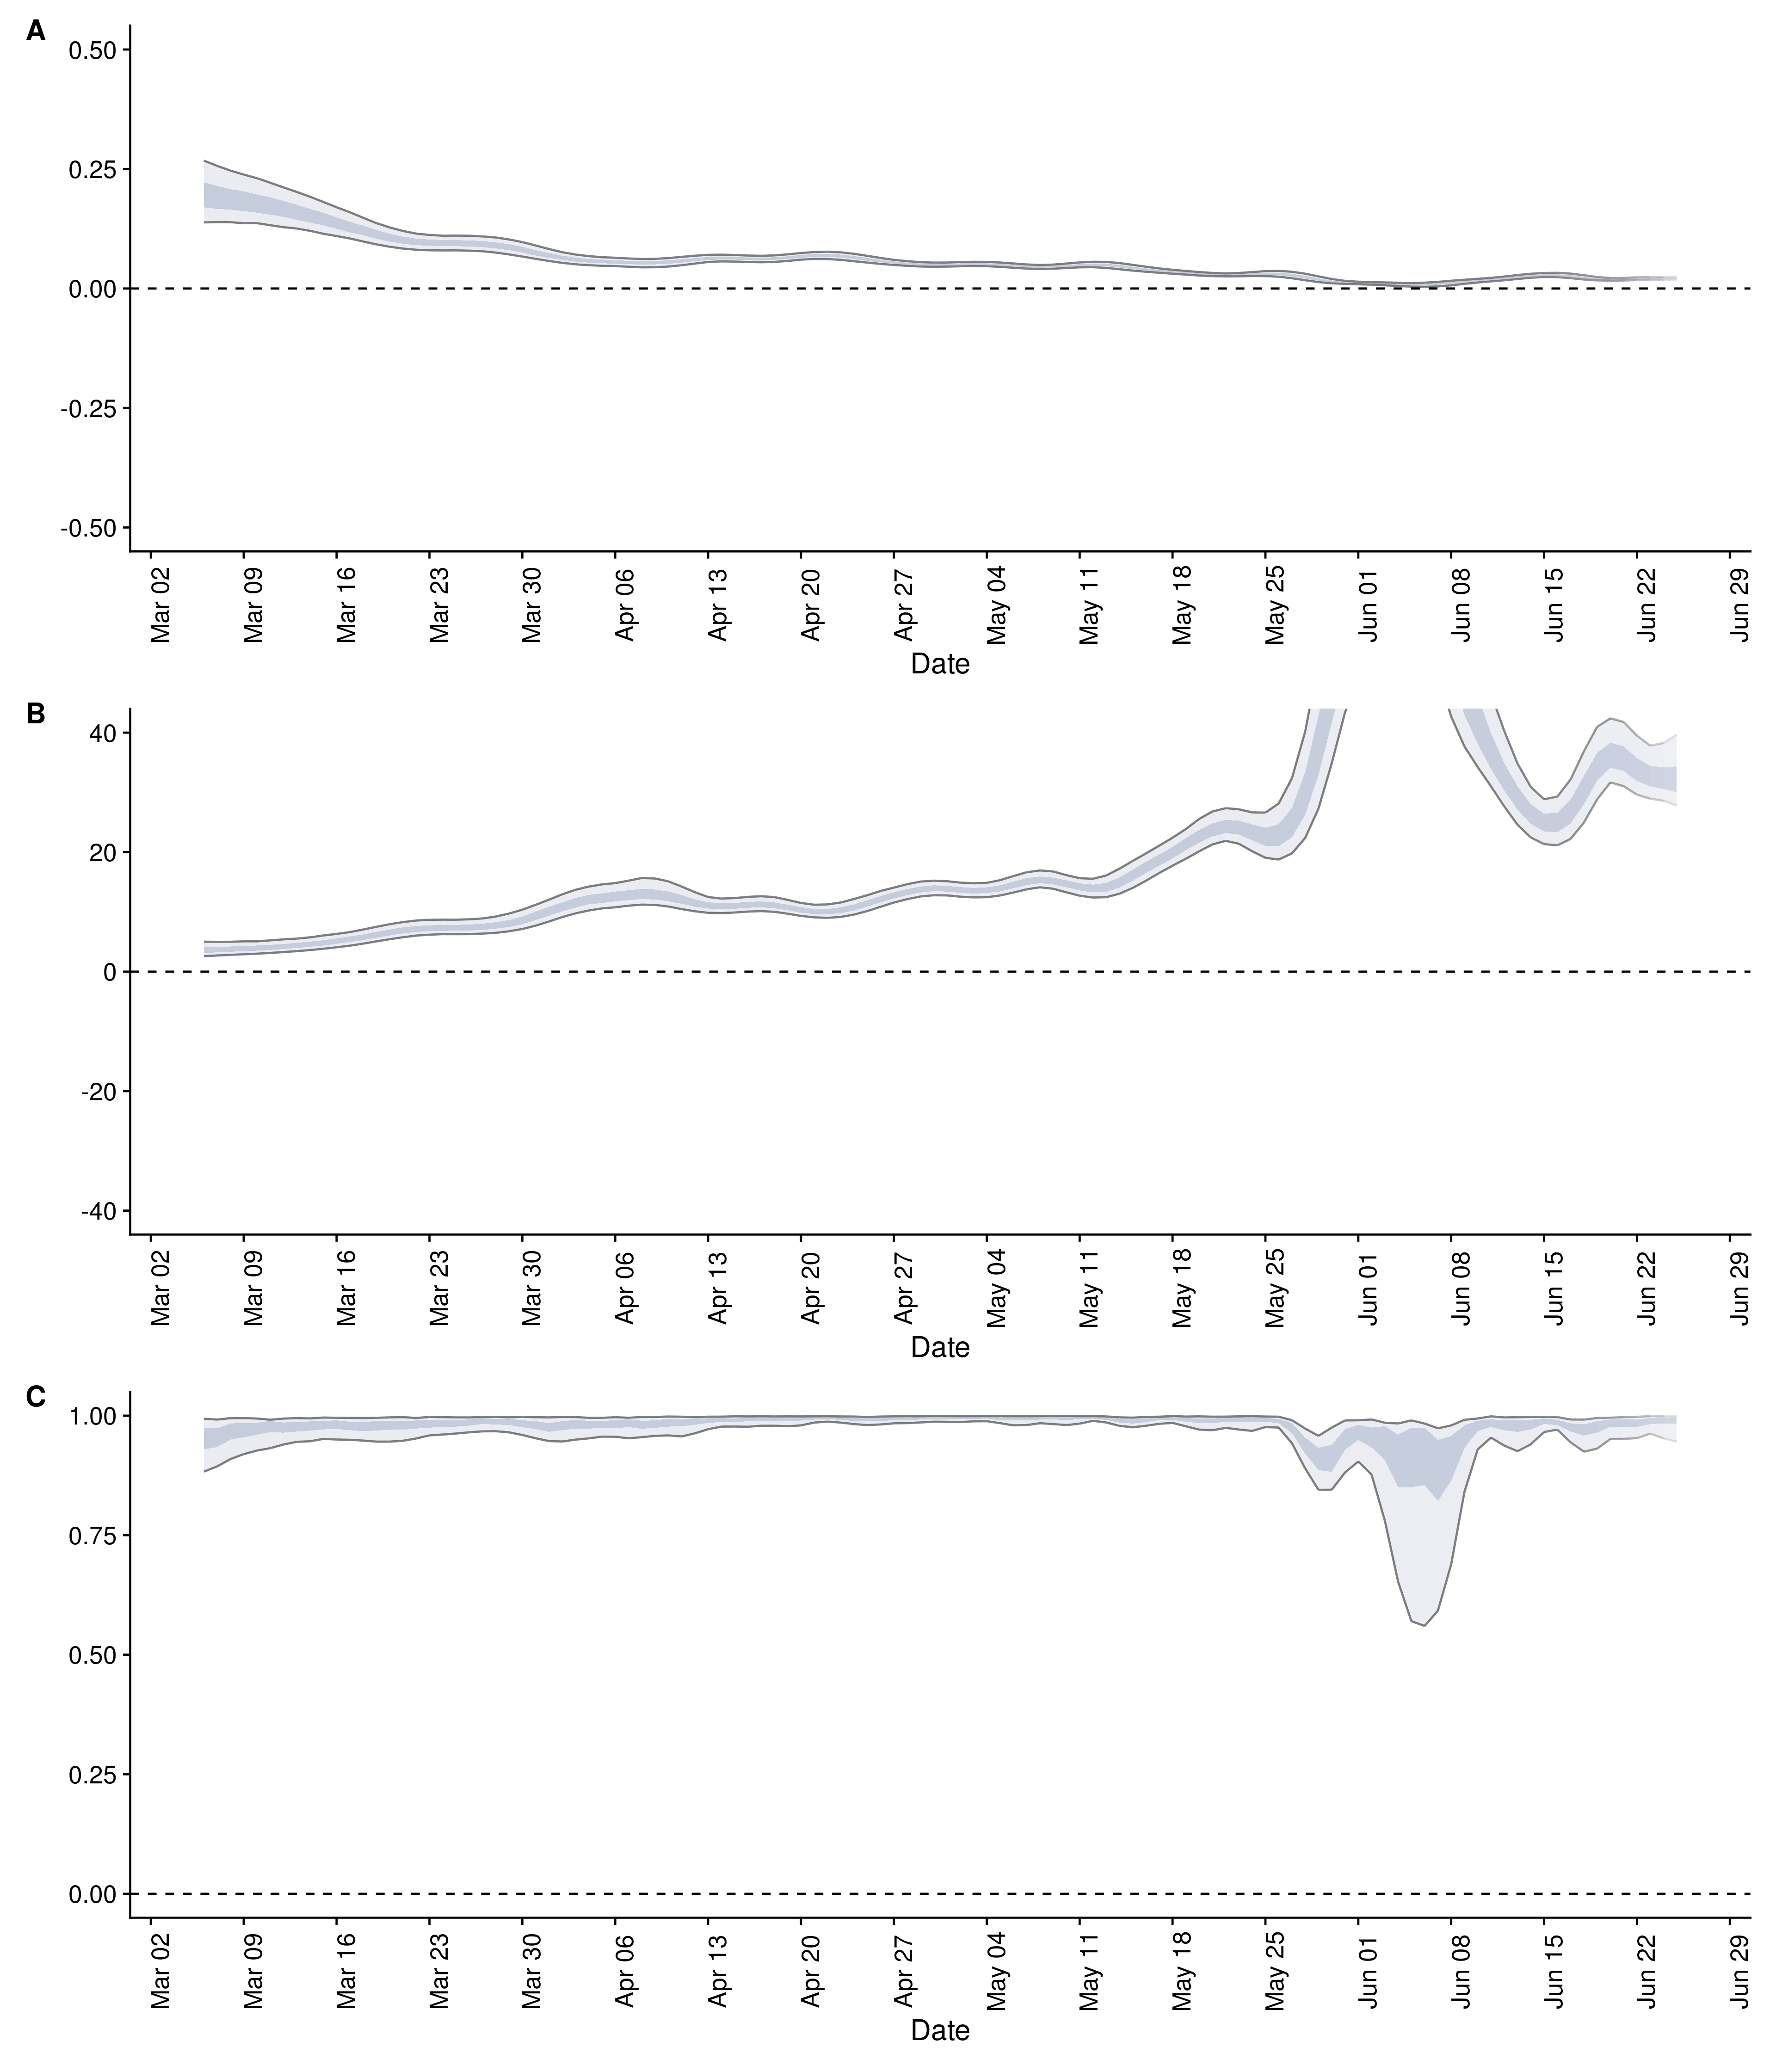 A
0.50
0.25
0.00
-0.25
-0.50
Mar 02
Mar 09
Mar 16
Mar 23
Mar 30
Apr 06
Apr 13
Apr 20
Apr 27
May 04
May 11
May 18
May 25
Jun 01
Jun 08
Jun 15
Jun 22
Jun 29
Date
B
40
20
0
-20
-40
Mar 02
Mar 09
Mar 16
Mar 23
Mar 30
Apr 06
Apr 13
Apr 20
Apr 27
May 04
May 11
May 18
May 25
Jun 01
Jun 08
Jun 15
Jun 22
Jun 29
Date
C
1.00
0.75
0.50
0.25
0.00
Mar 02
Mar 09
Mar 16
Mar 23
Mar 30
Apr 06
Apr 13
Apr 20
Apr 27
May 04
May 11
May 18
May 25
Jun 01
Jun 08
Jun 15
Jun 22
Jun 29
Date